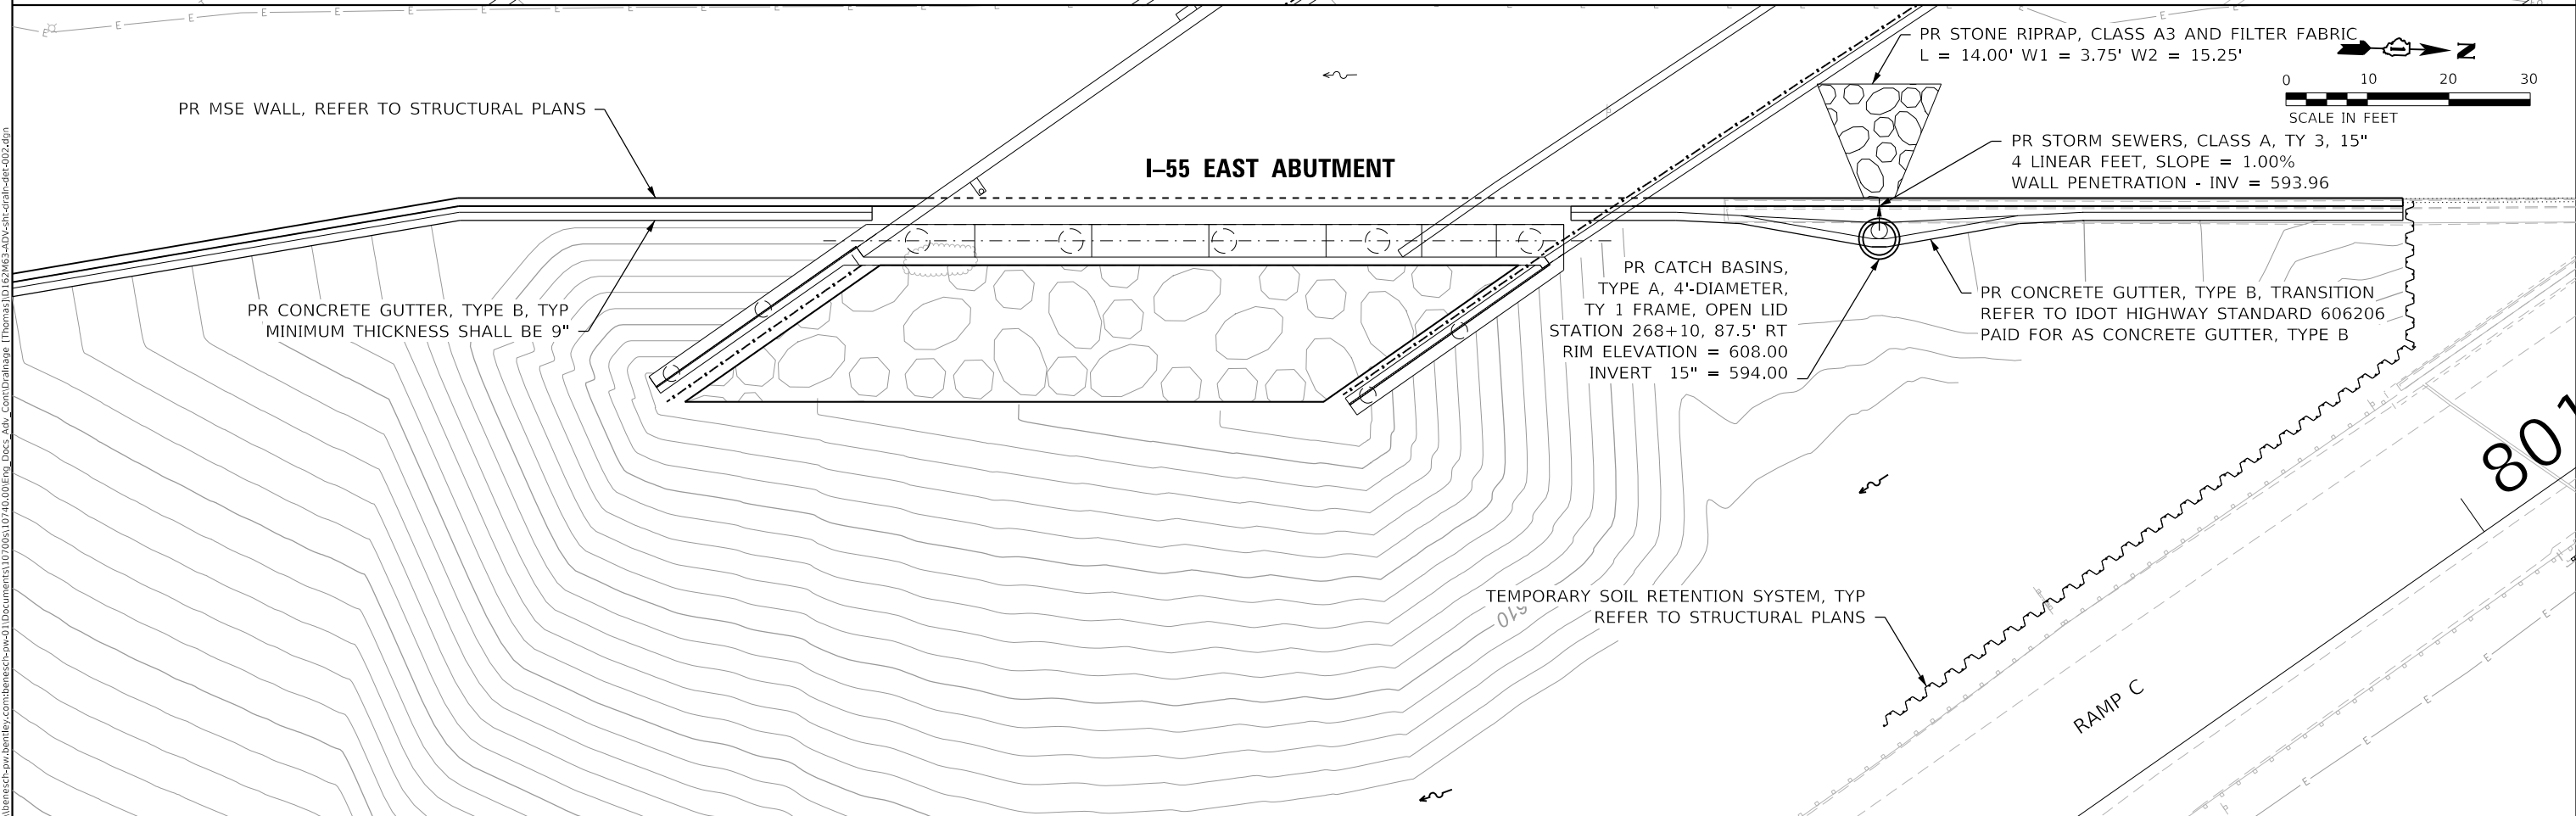 PR STONE RIPRAP, CLASS A3 AND FILTER FABRIC
L = 14.00' W1 = 3.75' W2 = 15.25'
N
0 10 20 30
SCALE IN FEET
PR MSE WALL, REFER TO STRUCTURAL PLANS
I-55 EAST ABUTMENT
PR STORM SEWERS, CLASS A, TY 3, 15"
4 LINEAR FEET, SLOPE = 1.00%
WALL PENETRATION - INV = 593.96
PR CONCRETE GUTTER, TYPE B, TYP
MINIMUM THICKNESS SHALL BE 9"
PR CATCH BASINS,
TYPE A, 4'-DIAMETER,
TY 1 FRAME, OPEN LID
STATION 268+10, 87.5' RT
RIM ELEVATION = 608.00
INVERT 15" = 594.00
PR CONCRETE GUTTER, TYPE B, TRANSITION
REFER TO IDOT HIGHWAY STANDARD 606206
PAID FOR AS CONCRETE GUTTER, TYPE B
801
TEMPORARY SOIL RETENTION SYSTEM, TYP
REFER TO STRUCTURAL PLANS
610
RAMP C